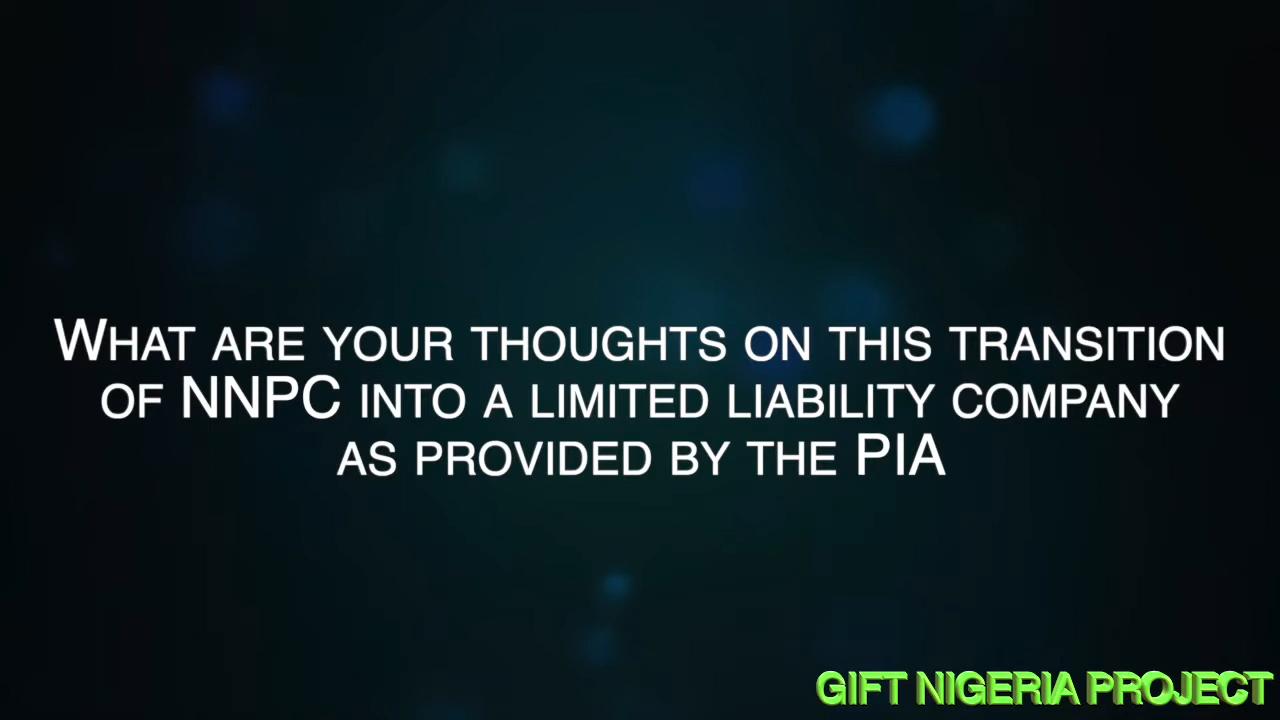 What are your thoughts on this transition
of NNPC into a limited liability company
as provided by the PIA
GIFT NIGERIA PROJECT